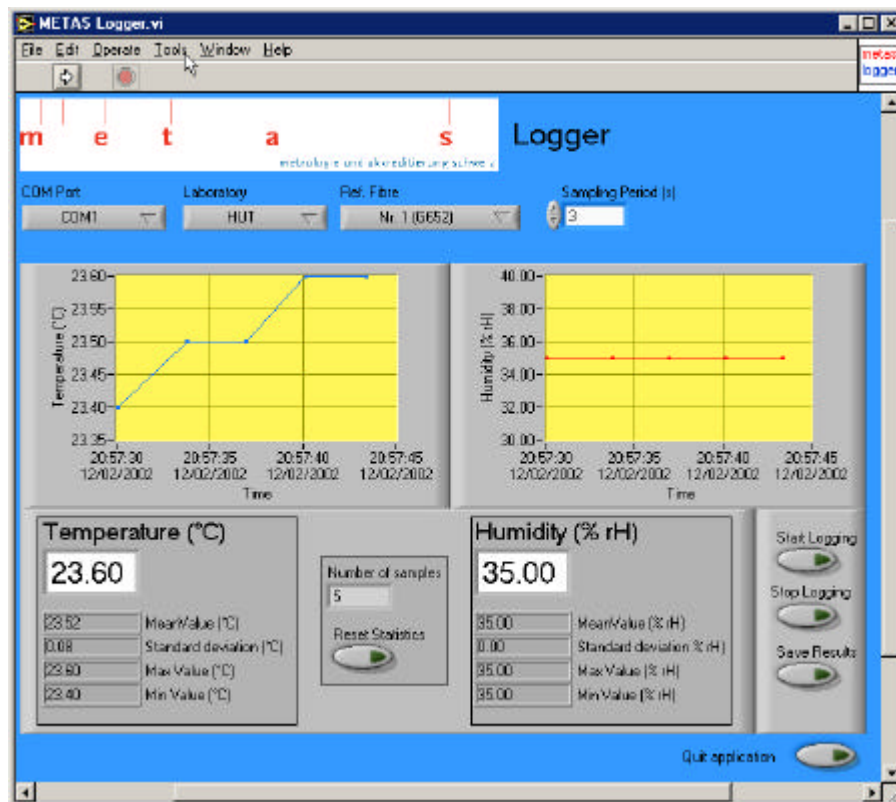 METAS Logger.vi
File Edit Operate Tools Window Help
metas
logger
m e t a s
metrologie und akkreditierung schweiz
Logger
COM Port
Laboratory
Ref. Fibre
Sampling Period (s)
COM1
HUT
Nr. 1 (G652)
3
Temperature (°C)
23.60
23.55
23.50
23.45
23.40
23.35
20:57:30 20:57:35 20:57:40 20:57:45
12/02/2002 12/02/2002 12/02/2002 12/02/2002
Time
Humidity (% rH)
40.00
38.00
36.00
34.00
32.00
30.00
20:57:30 20:57:35 20:57:40 20:57:45
12/02/2002 12/02/2002 12/02/2002 12/02/2002
Time
Temperature (°C)
23.60
23.52 MeanValue (°C)
0.08 Standard deviation (°C)
23.60 Max Value (°C)
23.40 Min Value (°C)
Number of samples
5
Reset Statistics
Humidity (% rH)
35.00
35.00 MeanValue (% rH)
0.00 Standard deviation % rH)
35.00 Max Value (% rH)
35.00 Min Value (% rH)
Start Logging
Stop Logging
Save Results
Quit application